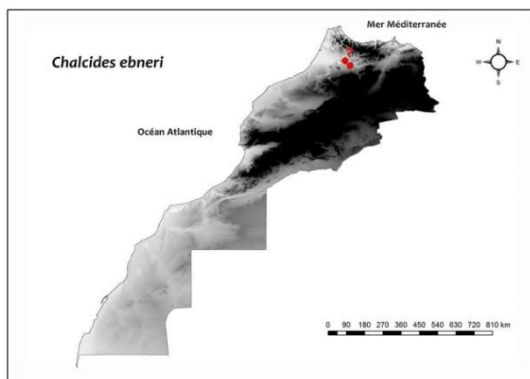 Mer Méditerranée
Chalcides ebneri
N
W E
S
Océan Atlantique
0 90 180 270 360 450 540 630 720 810 km